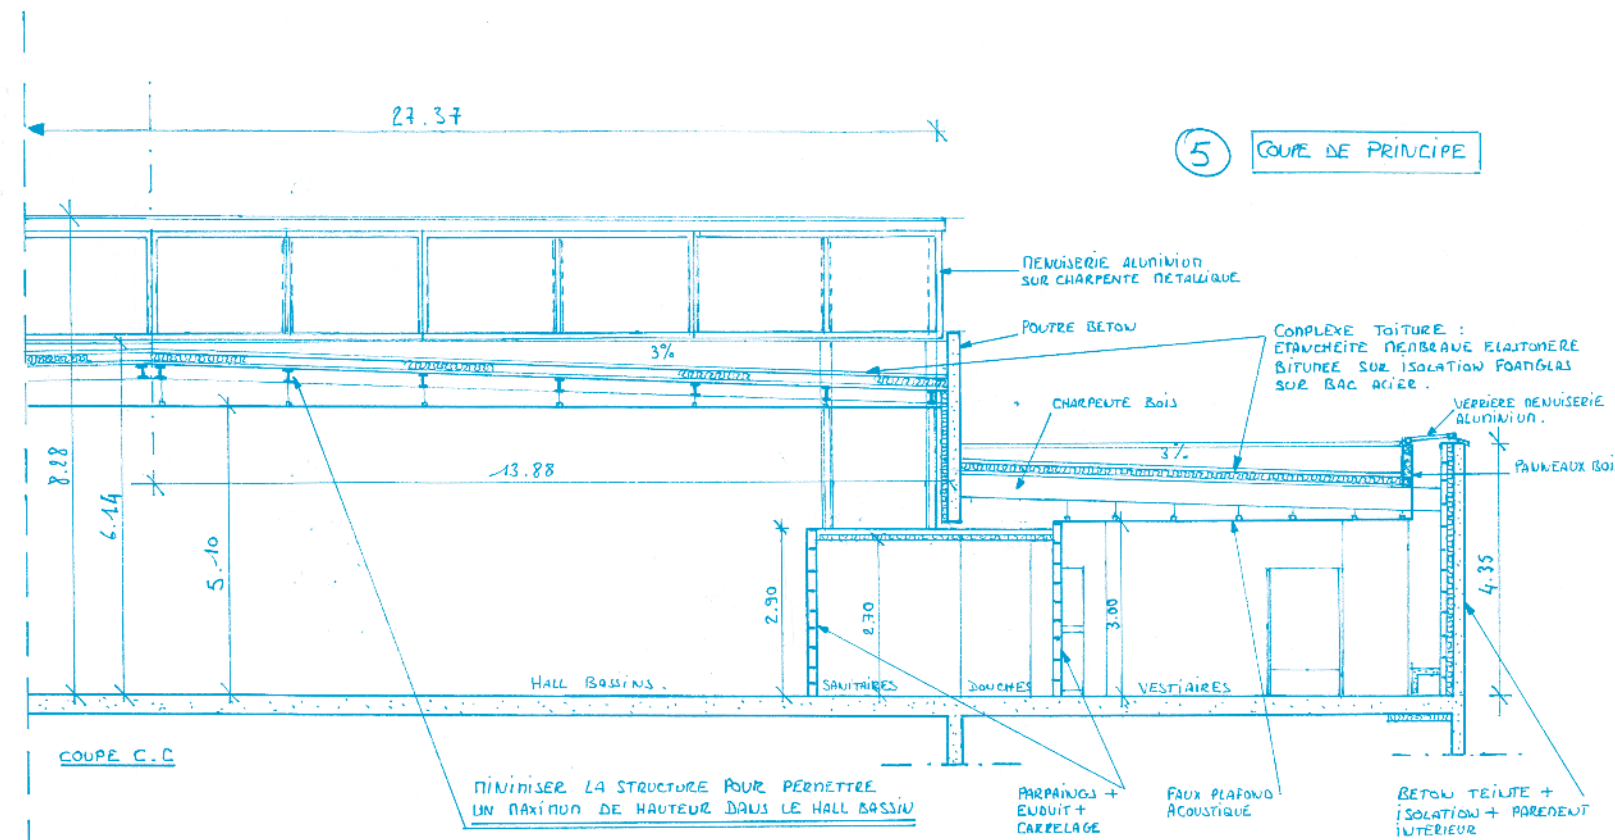 27.37
5 COUPE DE PRINCIPE
MENUISERIE ALUMINIUM
SUR CHARPENTE METALLIQUE
POUTRE BETON
COMPLEXE TOITURE :
ETANCHEITE MEMBRANE ELASTOMERE
BITUMEE SUR ISOLATION FOAMGLAS
SUR BAC ACIER.
3%
CHARPENTE BOIS
VERRIERE MENUISERIE
ALUMINIUM.
3%
PANNEAUX BOI
8.28
6.14
5.10
13.88
2.90
2.70
3.00
4.35
HALL BASSINS.
SANITAIRES
DOUCHES
VESTIAIRES
COUPE C.C
MINIMISER LA STRUCTURE POUR PERMETTRE
UN MAXIMUM DE HAUTEUR DANS LE HALL BASSIN
PARPAINGS +
ENDUIT +
CARRELAGE
FAUX PLAFOND
ACOUSTIQUE
BETON TEINTE +
ISOLATION + PAREMENT
INTERIEUR